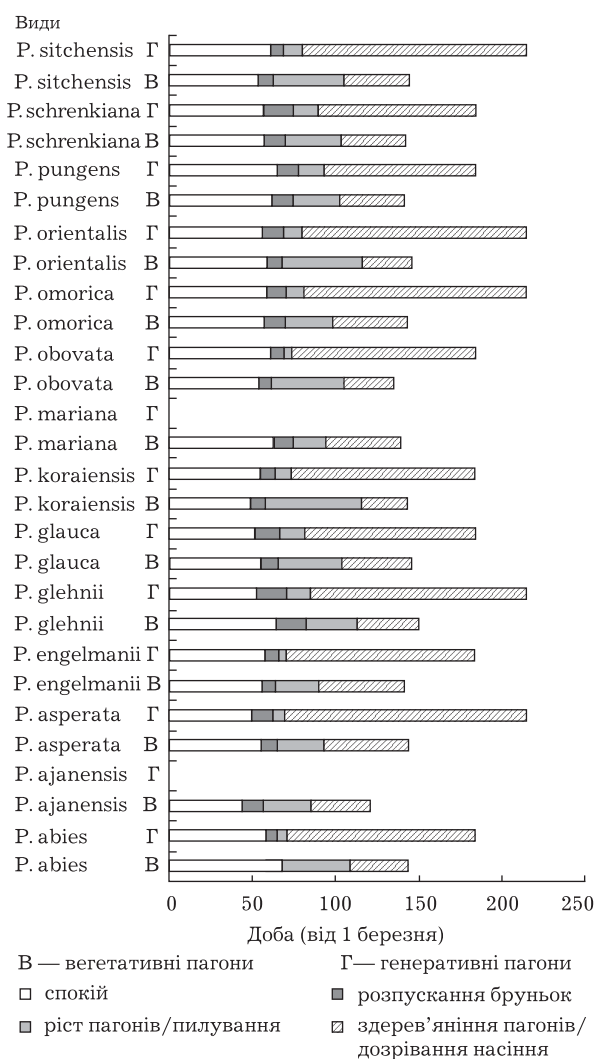 Види
P. sitchensis Г
P. sitchensis В
P. schrenkiana Г
P. schrenkiana В
P. pungens Г
P. pungens В
P. orientalis Г
P. orientalis В
P. omorica Г
P. omorica В
P. obovata Г
P. obovata В
P. mariana Г
P. mariana В
P. koraiensis Г
P. koraiensis В
P. glauca Г
P. glauca В
P. glehnii Г
P. glehnii В
P. engelmanii Г
P. engelmanii В
P. asperata Г
P. asperata В
P. ajanensis Г
P. ajanensis В
P. abies Г
P. abies В
0 50 100 150 200 250
Доба (від 1 березня)
В — вегетативні пагони Г— генеративні пагони
спокій розпускання бруньок
ріст пагонів/пилування здерев’яніння пагонів/
дозрівання насіння